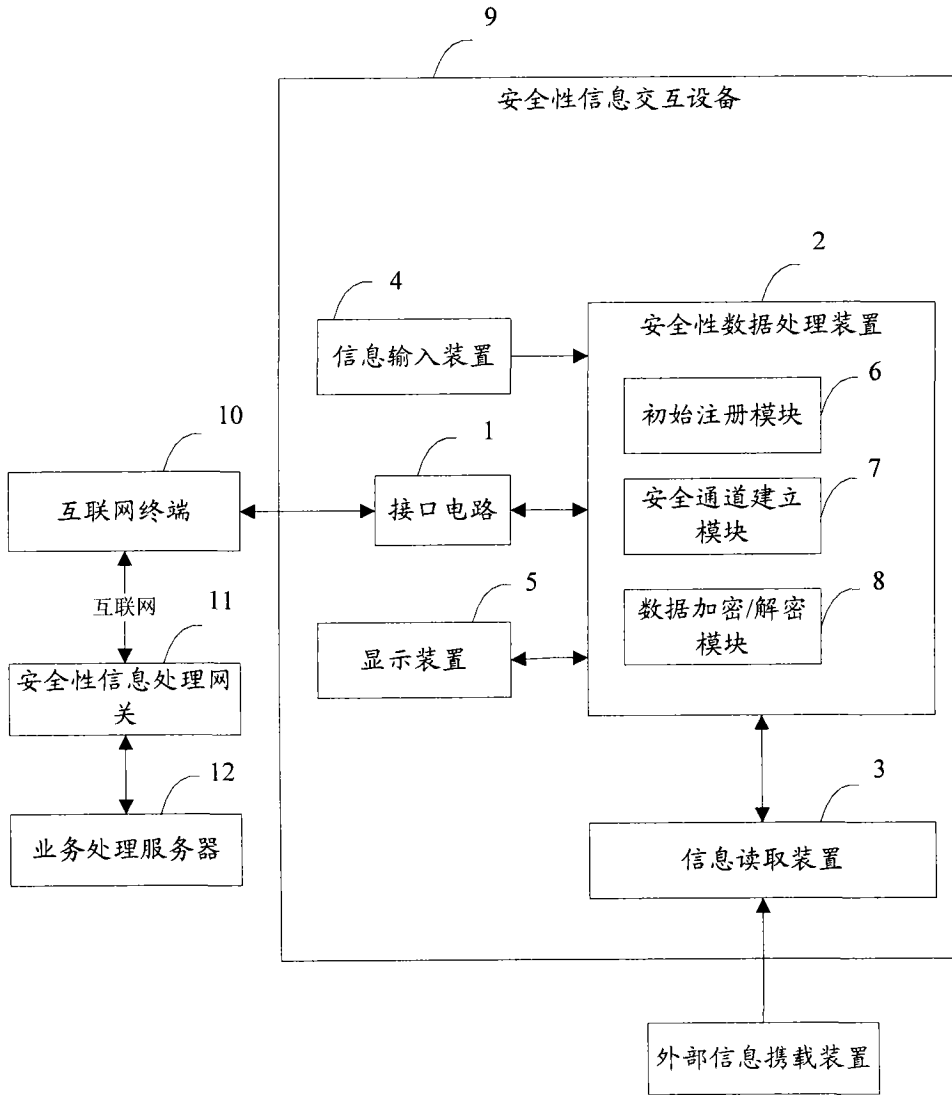 9
安全性信息交互设备
2
4
安全性数据处理装置
信息输入装置
6
初始注册模块
10
1
7
互联网终端
接口电路
安全通道建立
模块
互联网
11
5
8
数据加密/解密
模块
显示装置
安全性信息处理网
关
12
3
业务处理服务器
信息读取装置
外部信息携载装置